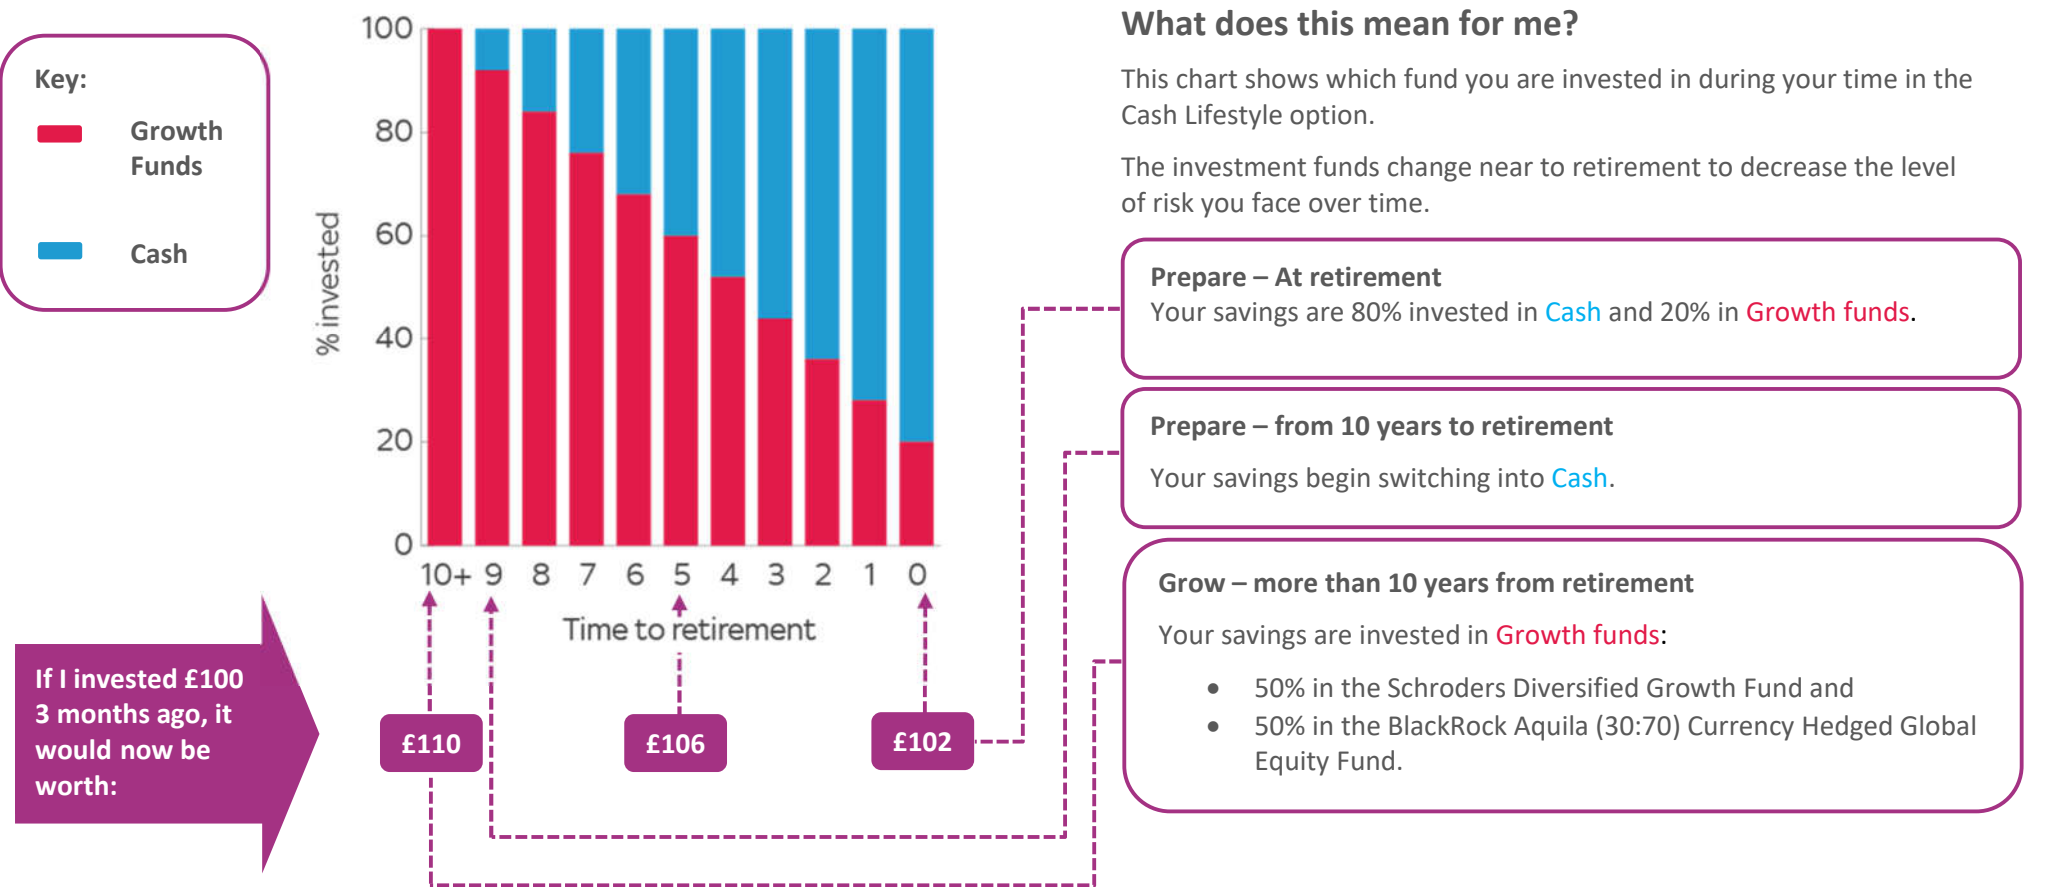 Key:
Growth
Funds
Cash
% invested
100
80
60
40
20
0
10+ 9 8 7 6 5 4 3 2 1 0
Time to retirement
If I invested £100
3 months ago, it
would now be
worth:
£110
£106
£102
What does this mean for me?
This chart shows which fund you are invested in during your time in the
Cash Lifestyle option.
The investment funds change near to retirement to decrease the level
of risk you face over time.
Prepare – At retirement
Your savings are 80% invested in Cash and 20% in Growth funds.
Prepare – from 10 years to retirement
Your savings begin switching into Cash.
Grow – more than 10 years from retirement
Your savings are invested in Growth funds:
• 50% in the Schroders Diversified Growth Fund and
• 50% in the BlackRock Aquila (30:70) Currency Hedged Global
Equity Fund.